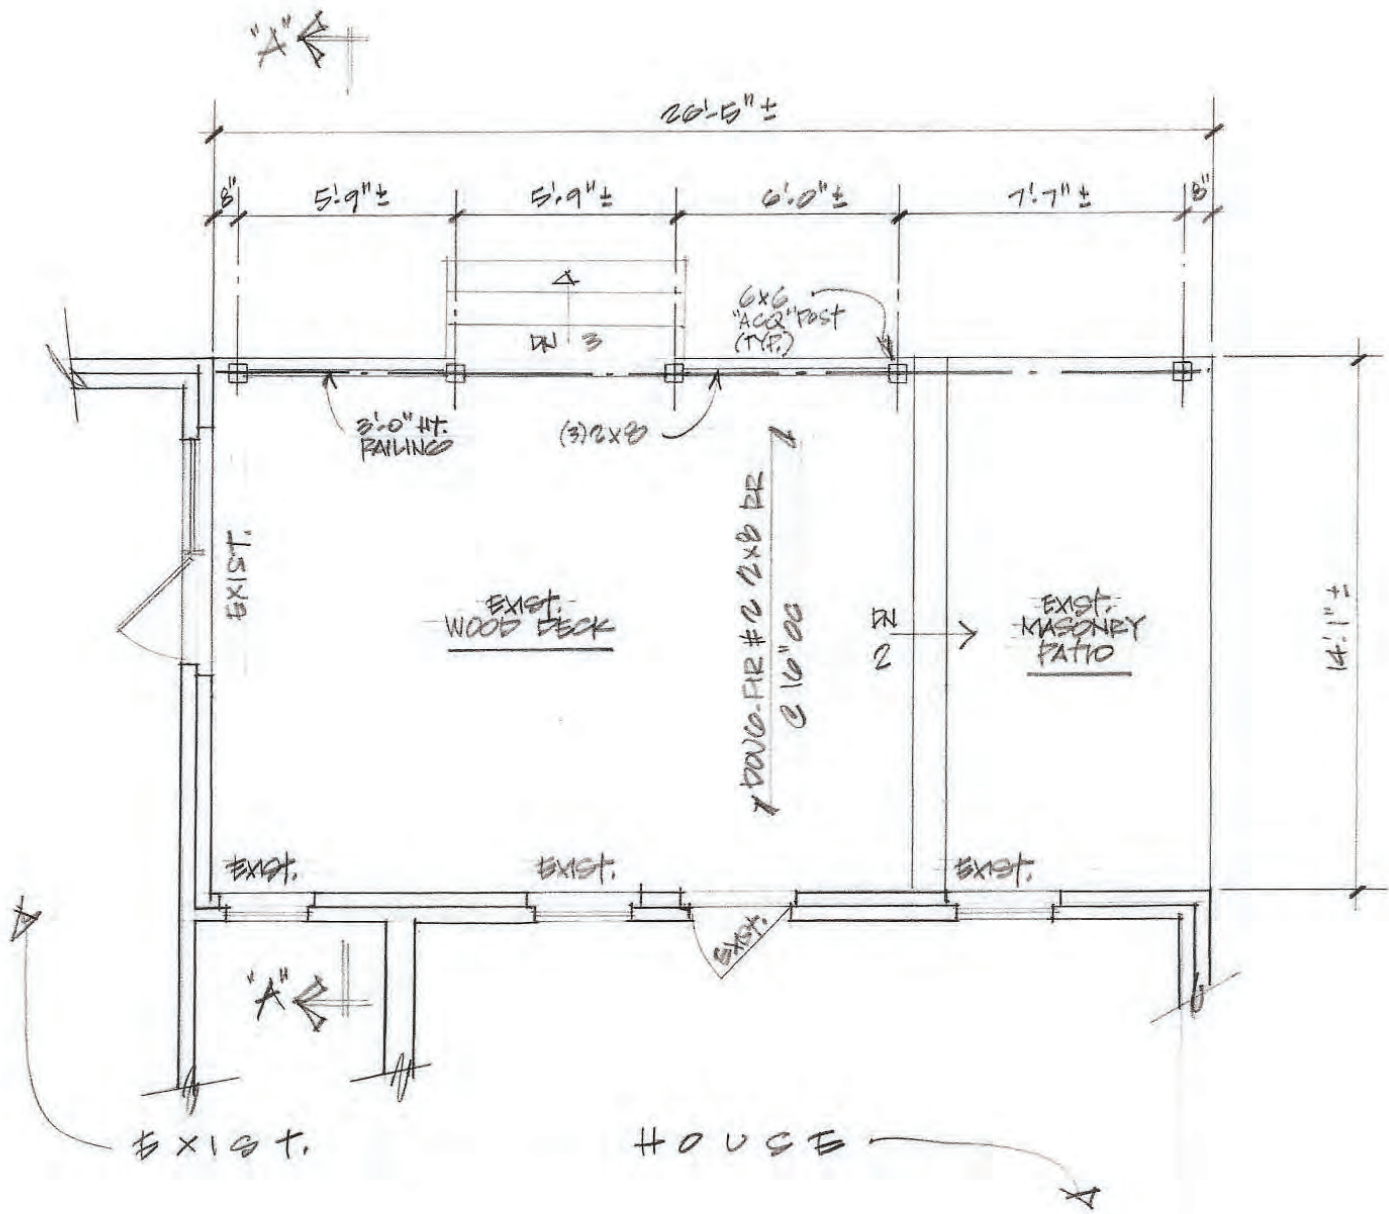 "A"
26'-5" ±
8"
5'-9" ±
5'-9" ±
6'-0" ±
7'-7" ±
8"
6x6
"ACQ" POST
(TYP.)
DN 3
3'-0" HT.
RAILING
(3) 2x8
EXIST.
EXIST.
WOOD DECK
DOUG-FIR #2 2x8 RR
@ 16" OC
DN
2
EXIST.
MASONRY
PATIO
14'-1" ±
EXIST.
EXIST.
EXIST.
EXIST.
"A"
EXIST. HOUSE